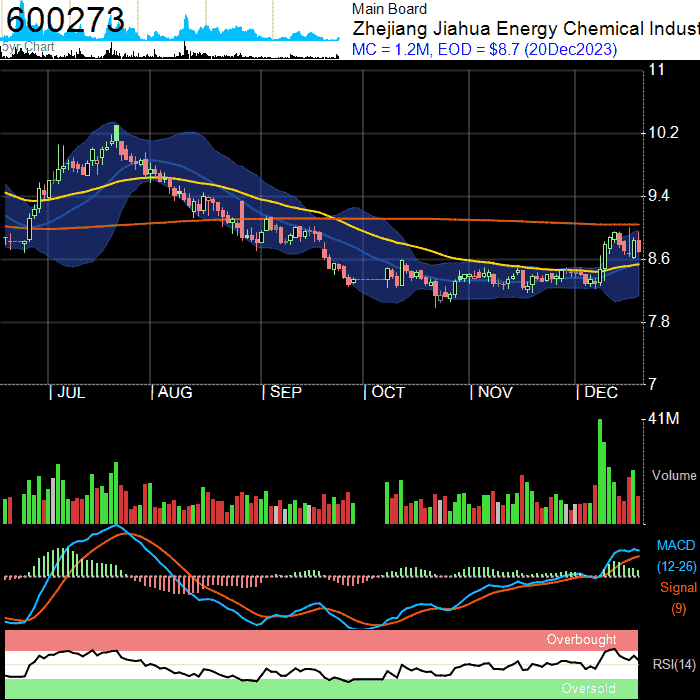 600273
5yr Chart
Main Board
Zhejiang Jiahua Energy Chemical Indust
MC = 1.2M, EOD = $8.7 (20Dec2023)
11
10.2
9.4
8.6
7.8
7
| JUL | AUG | SEP | OCT | NOV | DEC
41M
Volume
MACD
(12-26)
Signal
(9)
Overbought
RSI(14)
Oversold